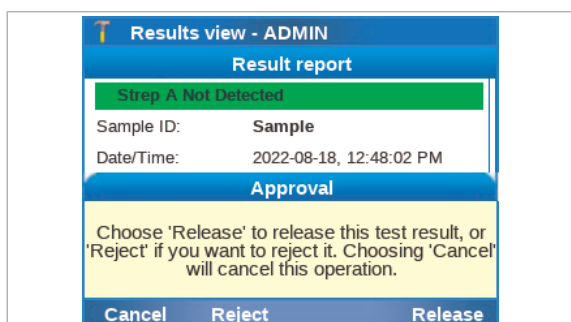 Results view - ADMIN
Result report
Strep A Not Detected
Sample ID: Sample
Date/Time: 2022-08-18, 12:48:02 PM
Approval
Choose 'Release' to release this test result, or
'Reject' if you want to reject it. Choosing 'Cancel'
will cancel this operation.
Cancel Reject Release